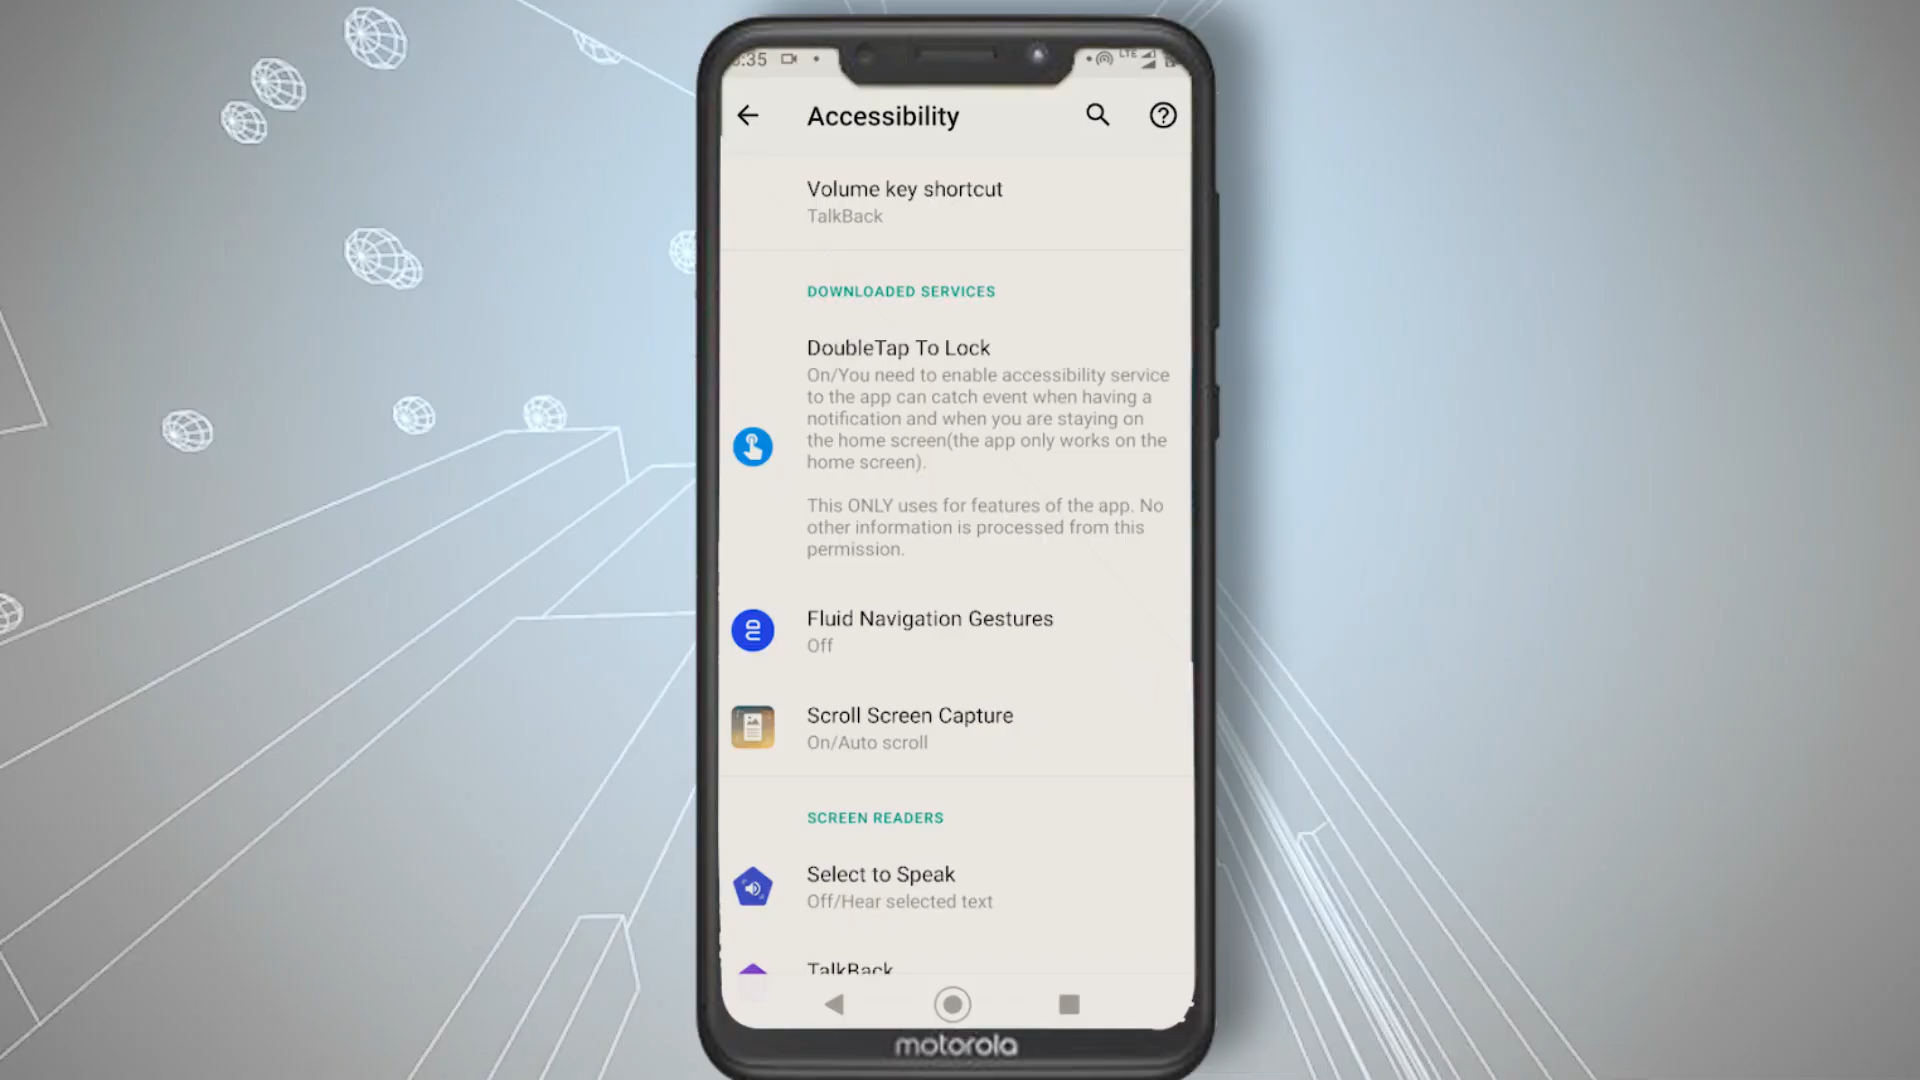 :35
LTE
Accessibility
Volume key shortcut
TalkBack
DOWNLOADED SERVICES
DoubleTap To Lock
On/You need to enable accessibility service
to the app can catch event when having a
notification and when you are staying on
the home screen(the app only works on the
home screen).
This ONLY uses for features of the app. No
other information is processed from this
permission.
Fluid Navigation Gestures
Off
Scroll Screen Capture
On/Auto scroll
SCREEN READERS
Select to Speak
Off/Hear selected text
TalkBack
motorola